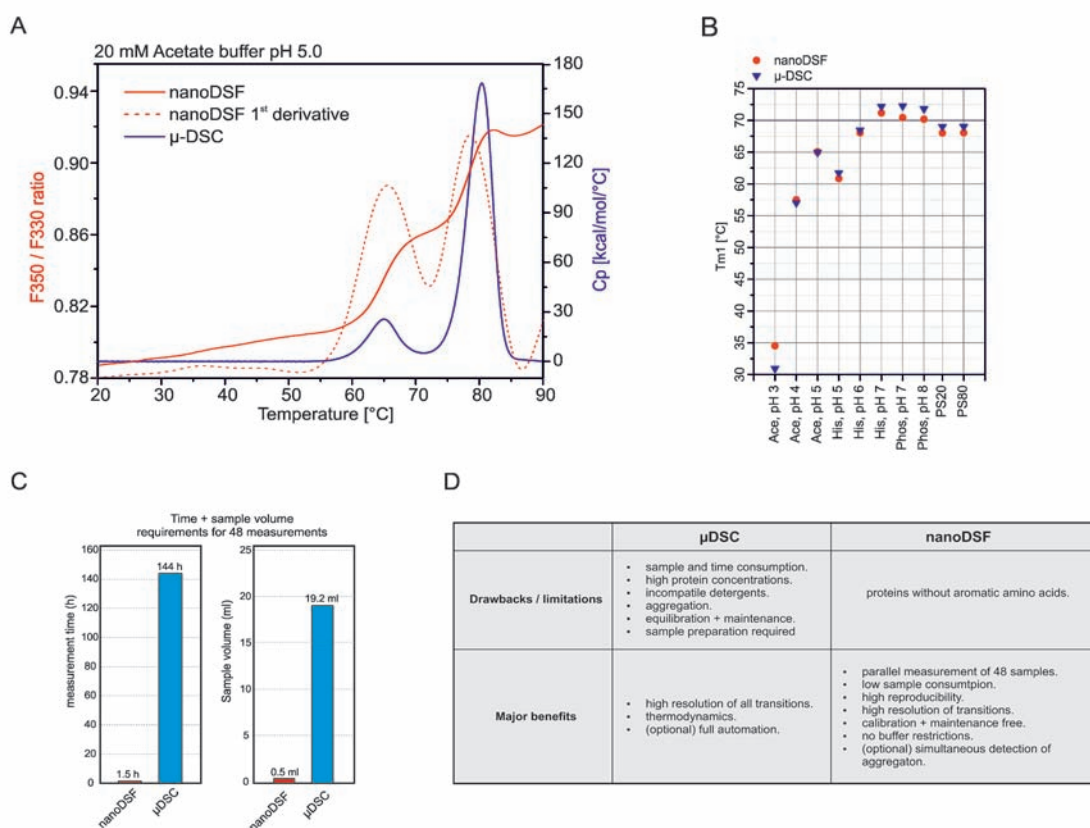 A
20 mM Acetate buffer pH 5.0
nanoDSF
nanoDSF 1st derivative
μ-DSC
0.94
0.90
0.86
0.82
0.78
F350 / F330 ratio
180
150
120
90
60
30
0
Cp [kcal/mol/°C]
20
30
40
50
60
70
80
90
Temperature [°C]
B
nanoDSF
μ-DSC
75
70
65
60
55
50
45
40
35
30
Tm1 [°C]
Ace, pH 3
Ace, pH 4
Ace, pH 5
His, pH 5
His, pH 6
His, pH 7
Phos, pH 7
Phos, pH 8
PS20
PS80
C
Time + sample volume
requirements for 48 measurements
160
140
120
100
80
60
40
20
0
measurement time (h)
144 h
1.5 h
nanoDSF
μDSC
25
20
15
10
5
0
Sample volume (ml)
19.2 ml
0.5 ml
nanoDSF
μDSC
D
μDSC
nanoDSF
Drawbacks / limitations
• sample and time consumption.
• high protein concentrations.
• incompatile detergents.
• aggregation.
• equilibration + maintenance.
• sample preparation required
proteins without aromatic amino acids.
Major benefits
• high resolution of all transitions.
• thermodynamics.
• (optional) full automation.
• parallel measurement of 48 samples.
• low sample consumtpion.
• high reproducibility.
• high resolution of transitions.
• calibration + maintenance free.
• no buffer restrictions.
• (optional) simultaneous detection of
aggregaton.